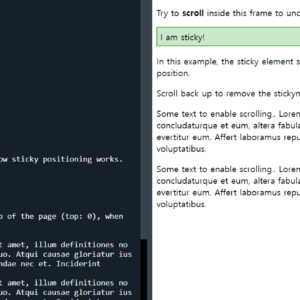 ow sticky positioning works.
o of the page (top: 0), when
t amet, illum definitiones no
uo. Atqui causae gloriatur ius
ndae nec et. Inciderint
t amet, illum definitiones no
uo. Atqui causae gloriatur ius
Try to scroll inside this frame to un
I am sticky!
In this example, the sticky element s
position.
Scroll back up to remove the stickyn
Some text to enable scrolling.. Lorem
concludaturque et eum, altera fabula
evertitur eum. Affert laboramus repu
voluptatibus.
Some text to enable scrolling.. Lorem
concludaturque et eum, altera fabula
evertitur eum. Affert laboramus repu
voluptatibus.